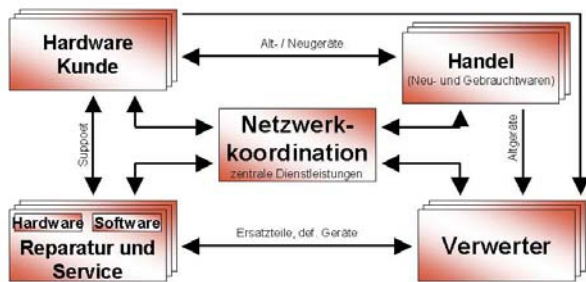 Hardware
Kunde
Alt- / Neugeräte
Handel
(Neu- und Gebrauchtwaren)
Netzwerk-
koordination
zentrale Dienstleistungen
Suppoet
Altgeräte
Hardware
Software
Reparatur und
Service
Ersatzteile, def. Geräte
Verwerter